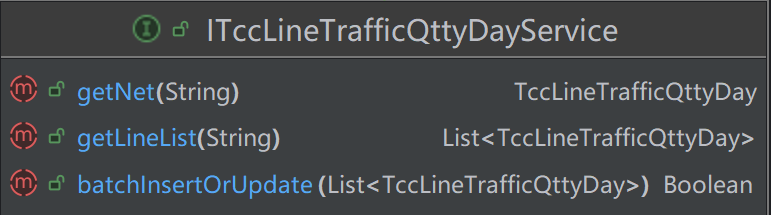 ITccLineTrafficQttyDayService
getNet(String) TccLineTrafficQttyDay
getLineList(String) List<TccLineTrafficQttyDay>
batchInsertOrUpdate(List<TccLineTrafficQttyDay>) Boolean